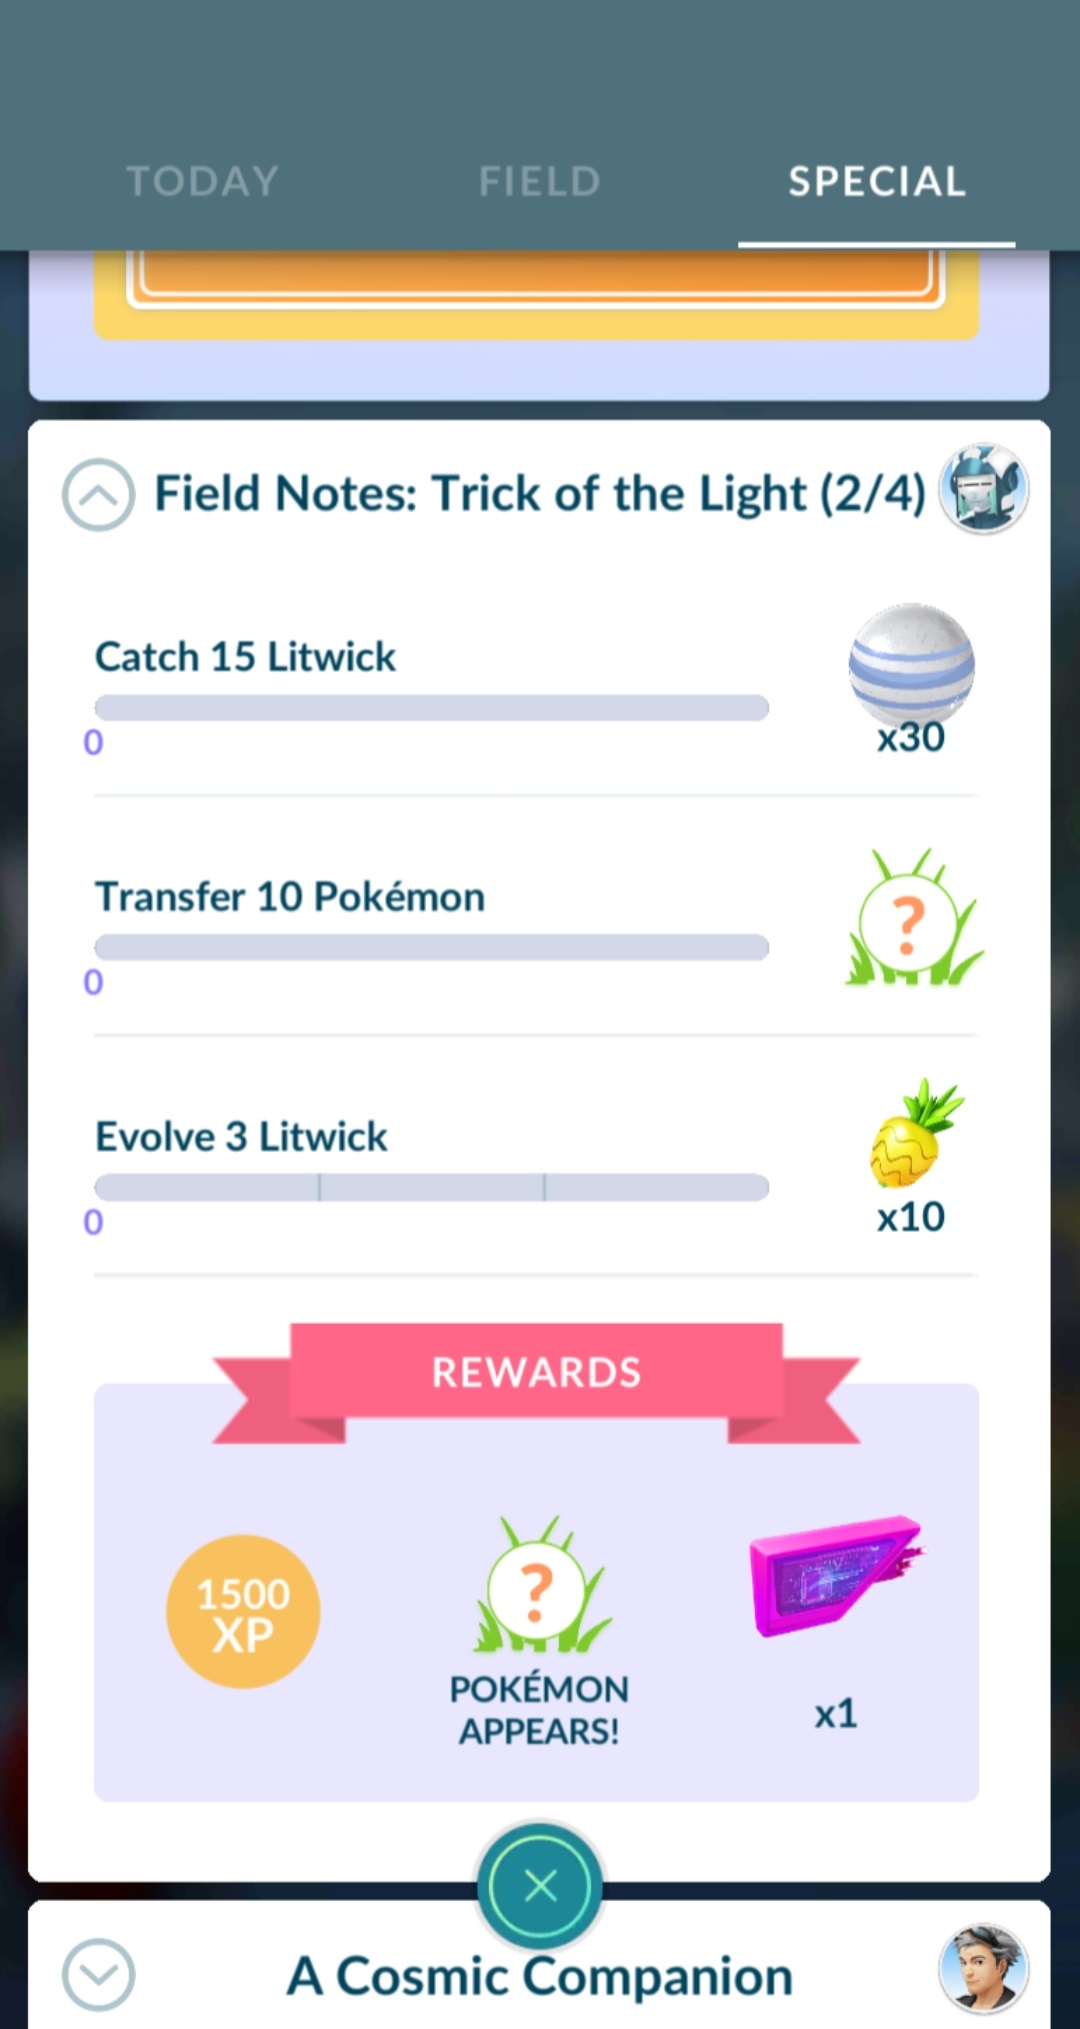 TODAY
FIELD
SPECIAL
Field Notes: Trick of the Light (2/4)
Catch 15 Litwick
0
x30
Transfer 10 Pokémon
0
?
Evolve 3 Litwick
0
x10
REWARDS
1500
XP
?
POKÉMON
APPEARS!
x1
A Cosmic Companion